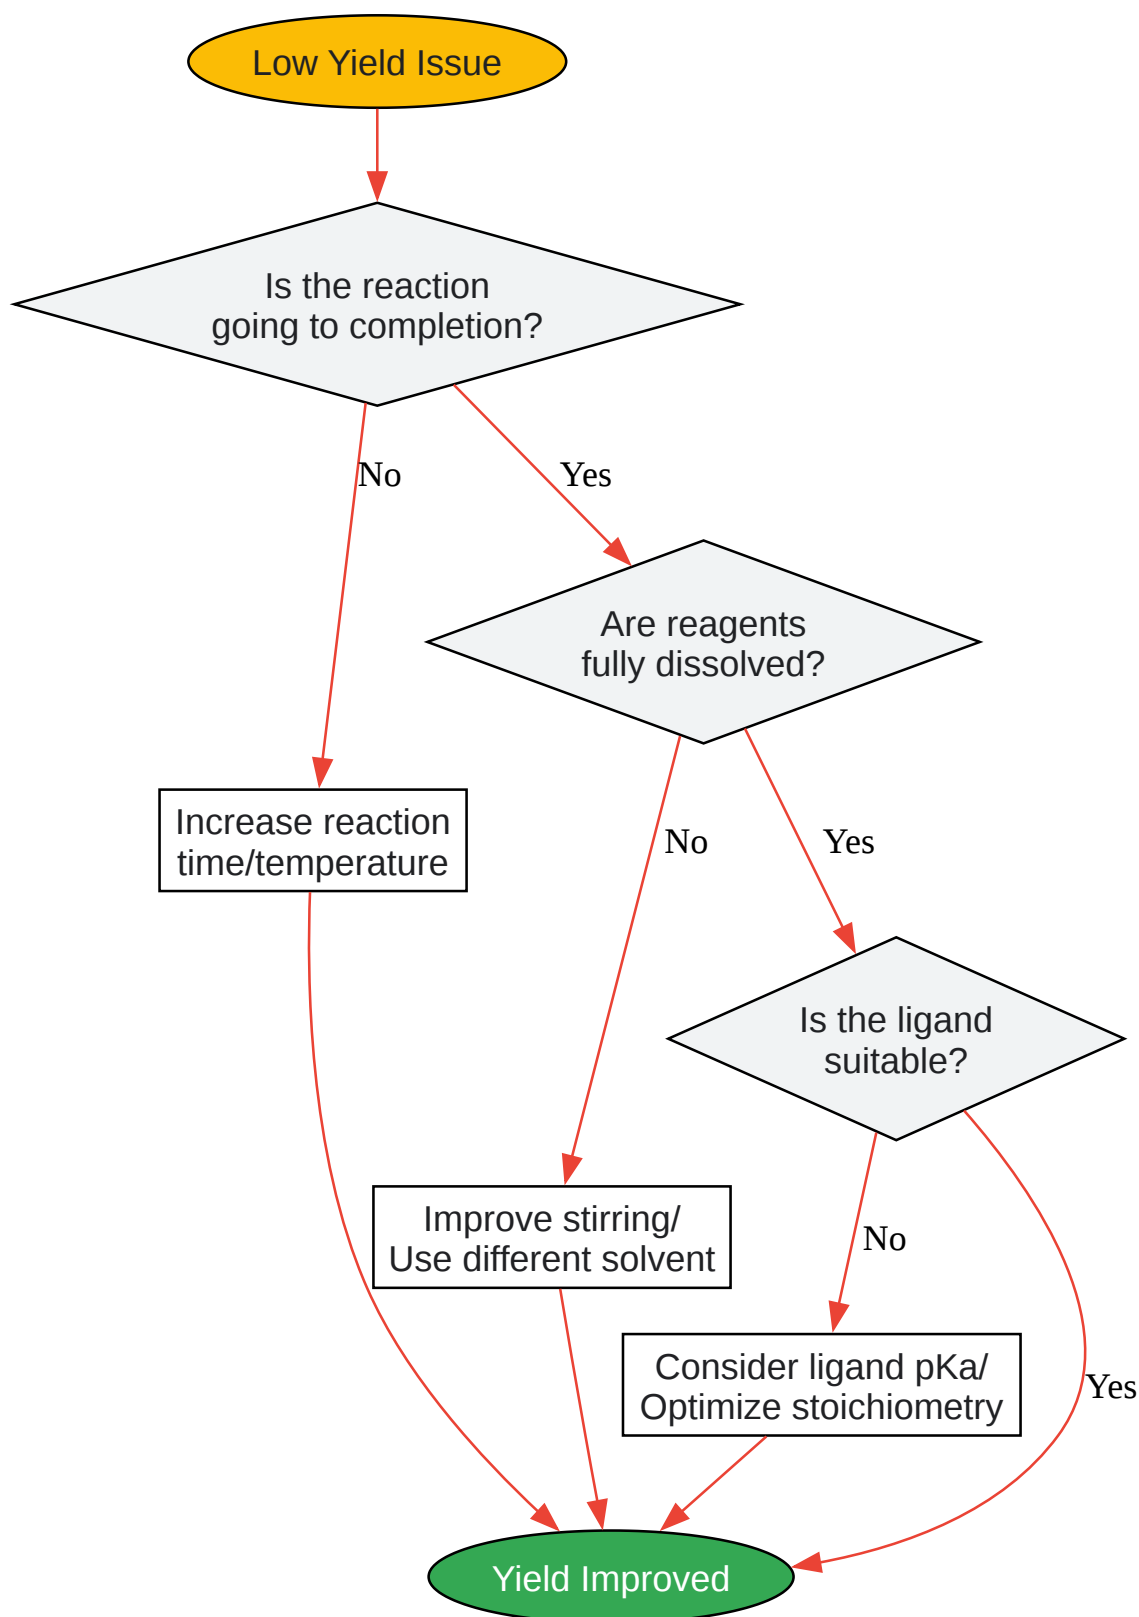 Low Yield Issue
Is the reaction
going to completion?
No
Yes
Are reagents
fully dissolved?
Increase reaction
time/temperature
No
Yes
Is the ligand
suitable?
Improve stirring/
Use different solvent
No
Consider ligand pKa/
Optimize stoichiometry
Yes
Yield Improved